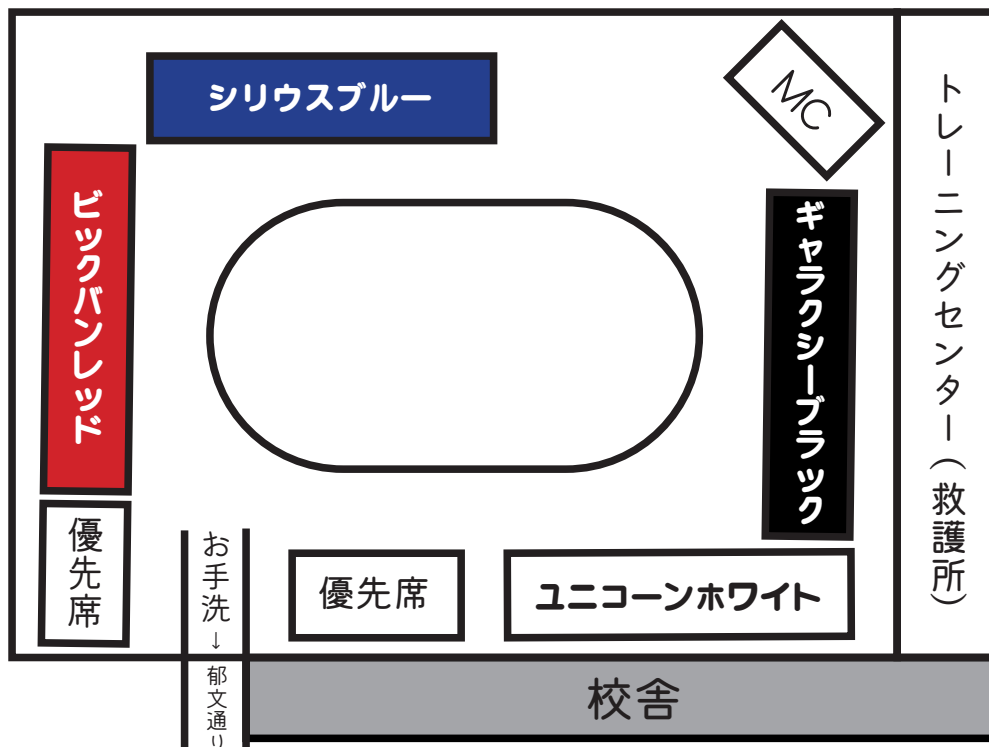 シリウスブルー
MC
トレーニングセンター(救護所)
ビックバンレッド
ギャラクシーブラック
優先席
お手洗→
優先席
ユニコーンホワイト
郁文通り
校舎